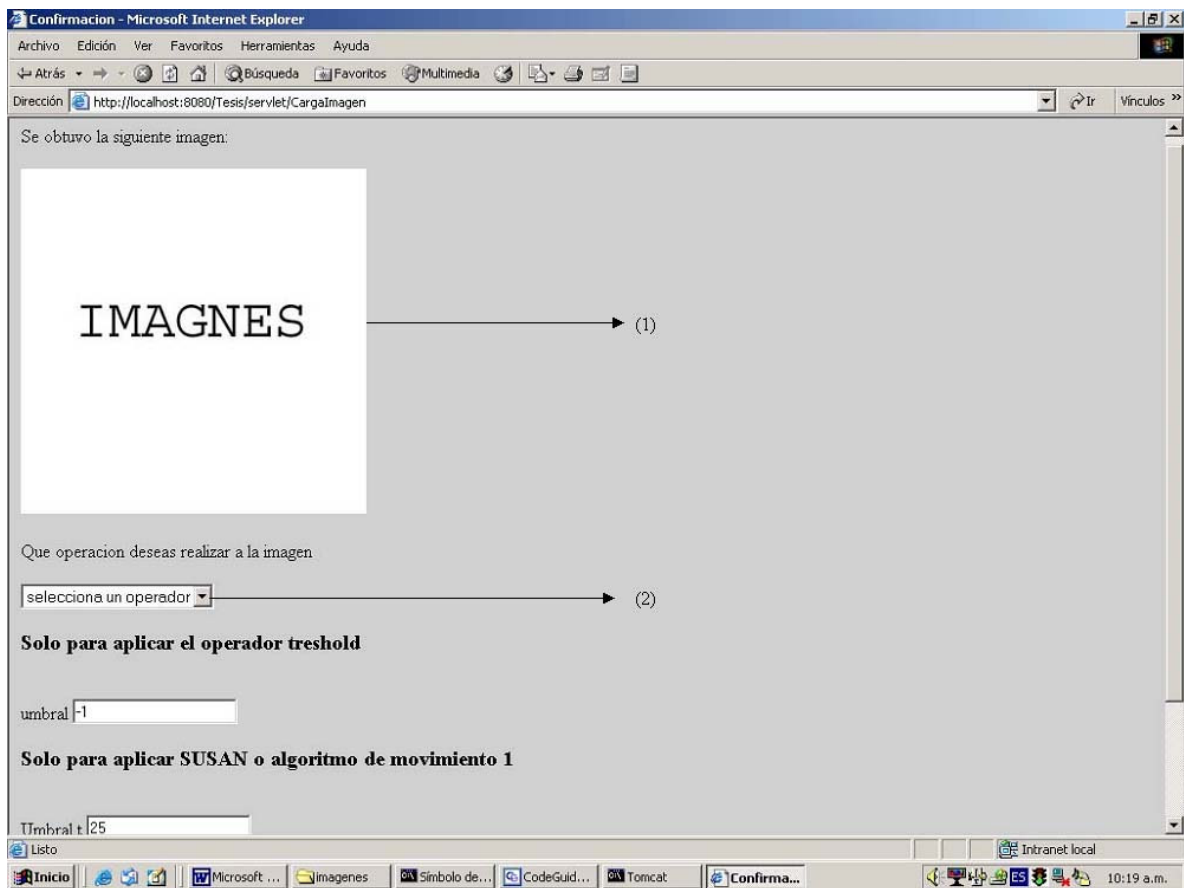 Confirmacion - Microsoft Internet Explorer
Archivo Edición Ver Favoritos Herramientas Ayuda
Atrás Búsqueda Favoritos Multimedia
Dirección http://localhost:8080/Tesis/servlet/CargaImagen Ir Vínculos »
Se obtuvo la siguiente imagen:
IMAGNES (1)
Que operacion deseas realizar a la imagen
selecciona un operador (2)
Solo para aplicar el operador treshold
umbral -1
Solo para aplicar SUSAN o algoritmo de movimiento 1
Umbral t 25
Listo Intranet local
Inicio Microsoft ... imagenes Símbolo de... CodeGuid... Tomcat Confirma... ES 10:19 a.m.